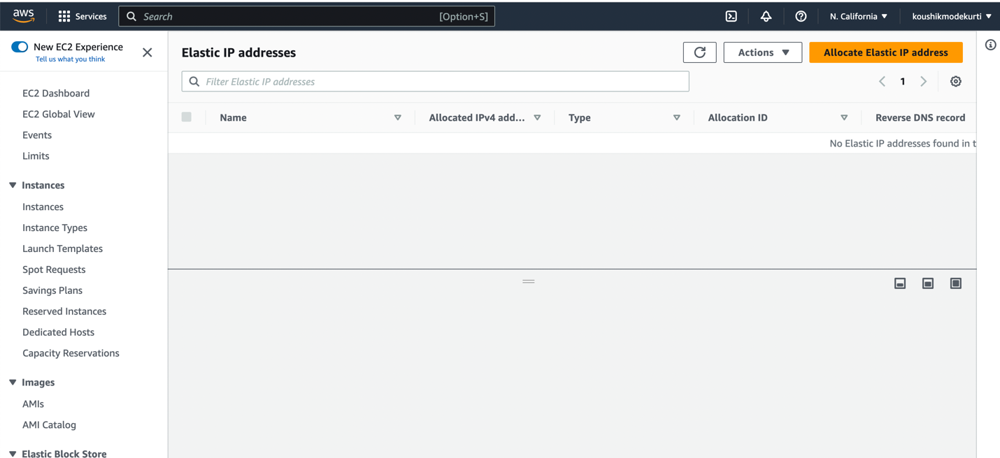 aws Services Search [Option+S] N. California koushikmodekurti
New EC2 Experience
Tell us what you think
EC2 Dashboard
EC2 Global View
Events
Limits
Instances
Instances
Instance Types
Launch Templates
Spot Requests
Savings Plans
Reserved Instances
Dedicated Hosts
Capacity Reservations
Images
AMIs
AMI Catalog
Elastic Block Store
Elastic IP addresses Actions Allocate Elastic IP address
Filter Elastic IP addresses 1
Name Allocated IPv4 add... Type Allocation ID Reverse DNS record
No Elastic IP addresses found in t